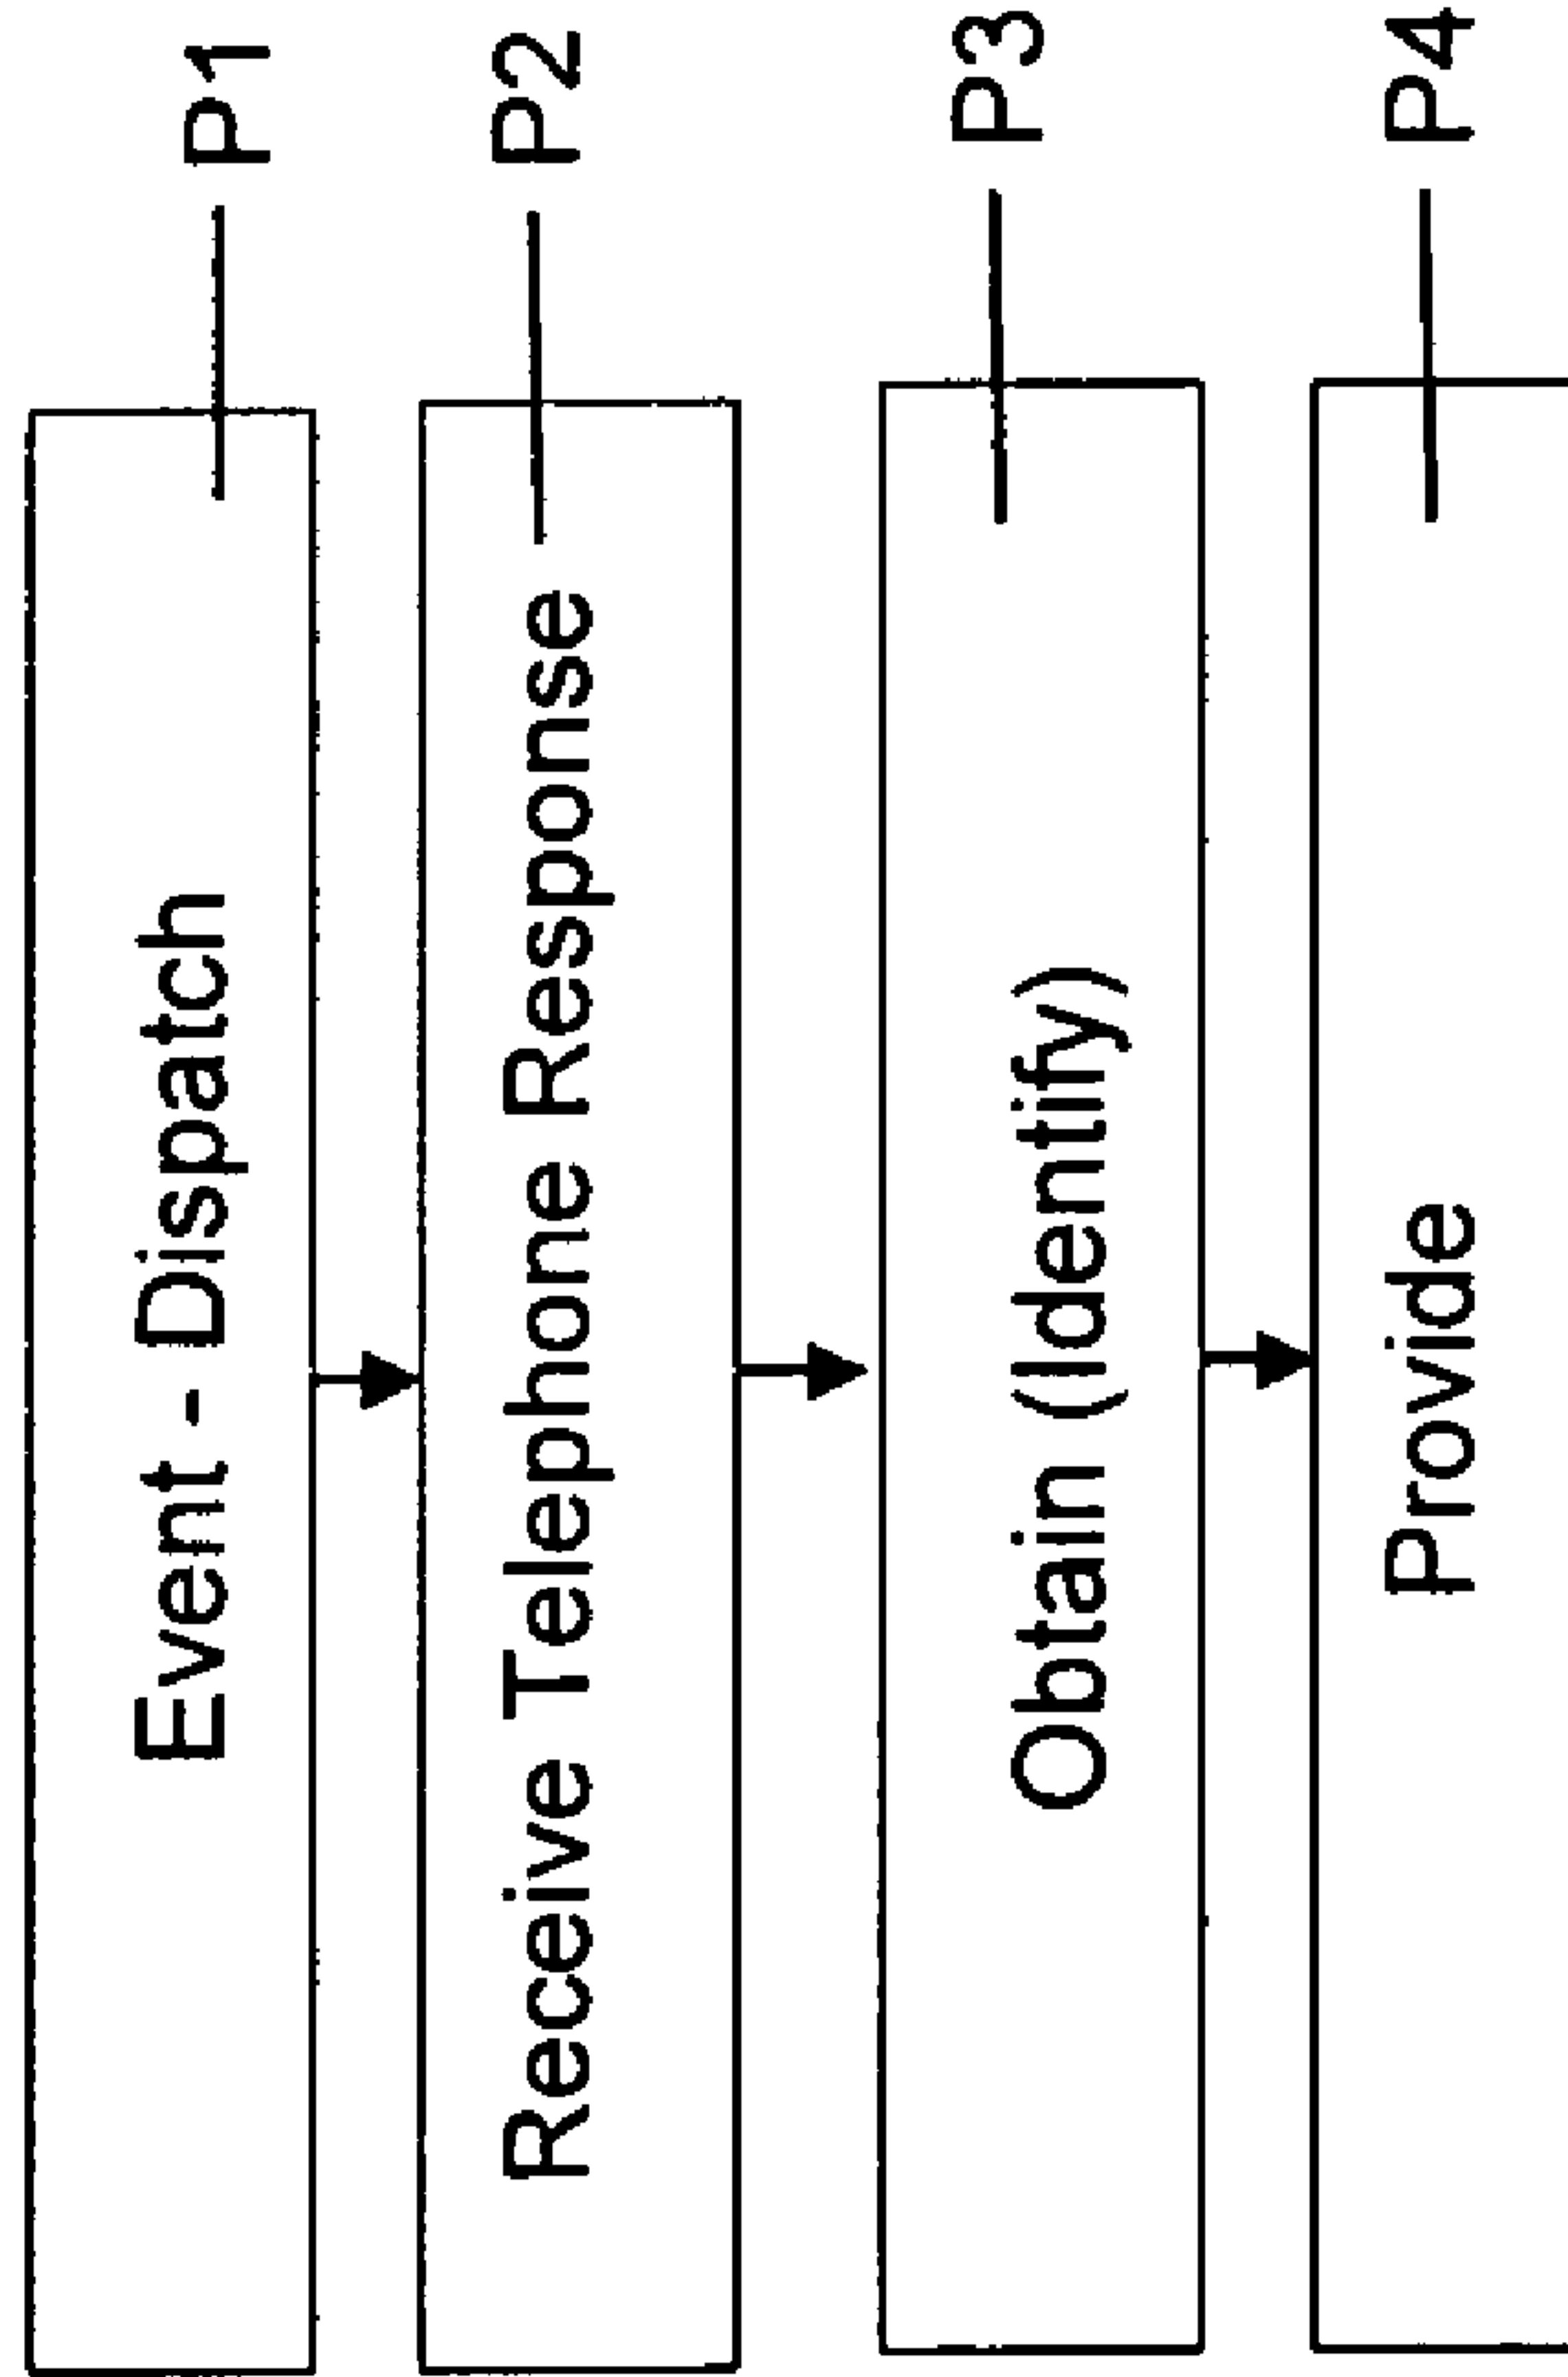 Event - Dispatch P1
Receive Telephone Response P2
Obtain (Identify) P3
Provide P4